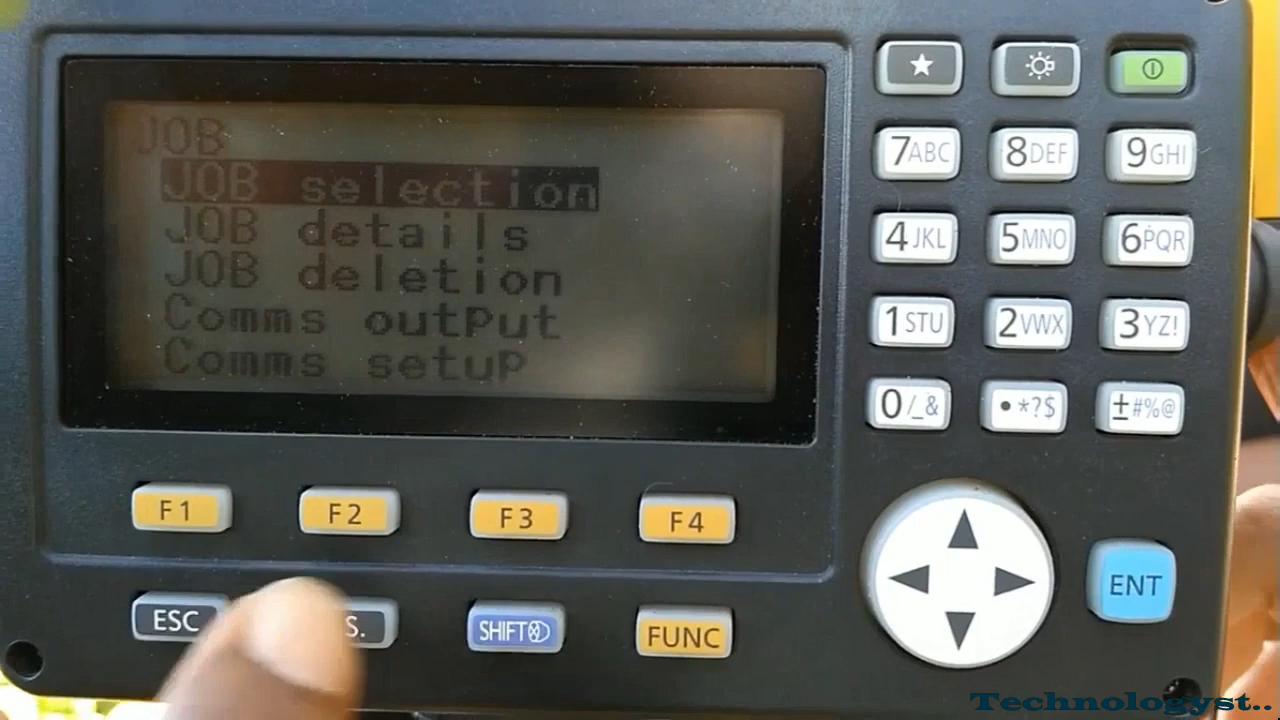 JOB
JOB selection
JOB details
JOB deletion
Comms output
Comms setup
★
7ABC 8DEF 9GHI
4JKL 5MNO 6PQR
1STU 2VWX 3YZ!
0/_& •*?$ ±#%@
F1 F2 F3 F4
ESC S. SHIFT FUNC
ENT
Technologyst..